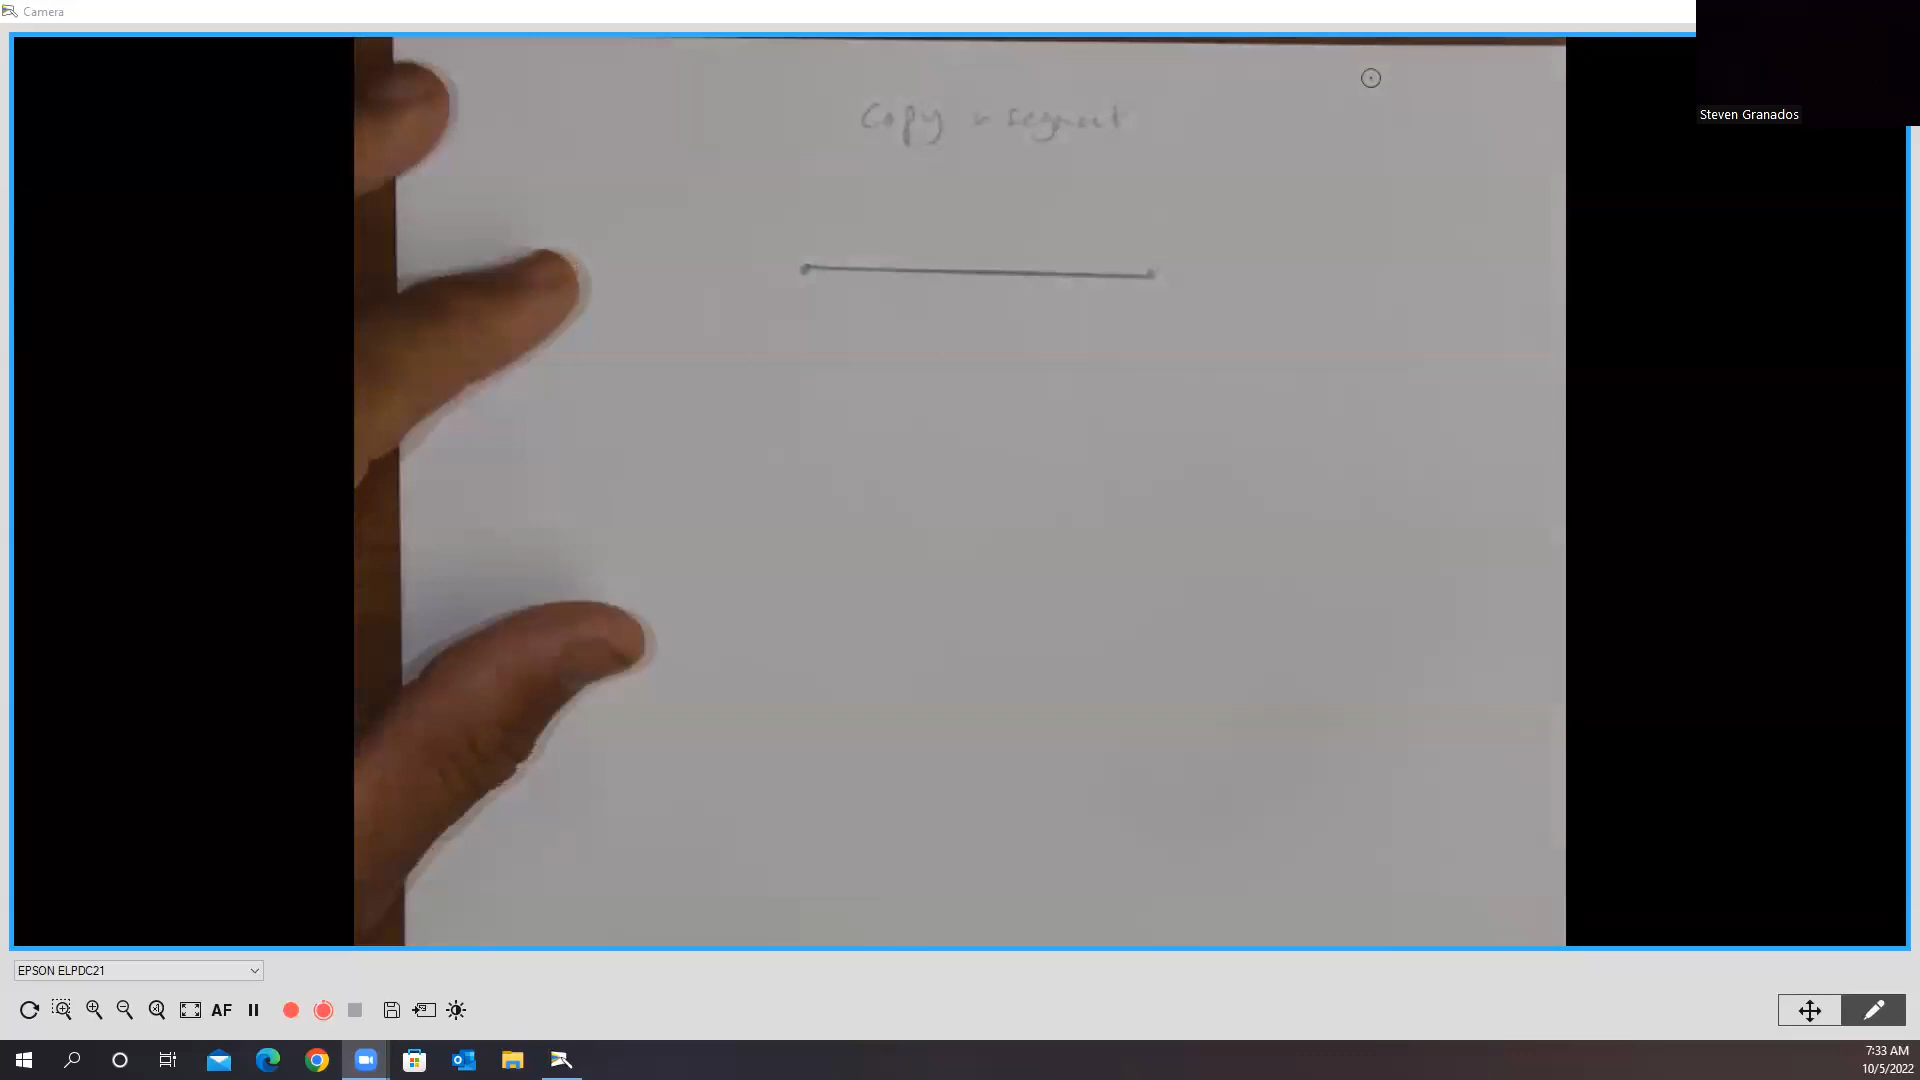 Camera
Steven Granados
Copy a segment
EPSON ELPDC21
AF
7:33 AM
10/5/2022